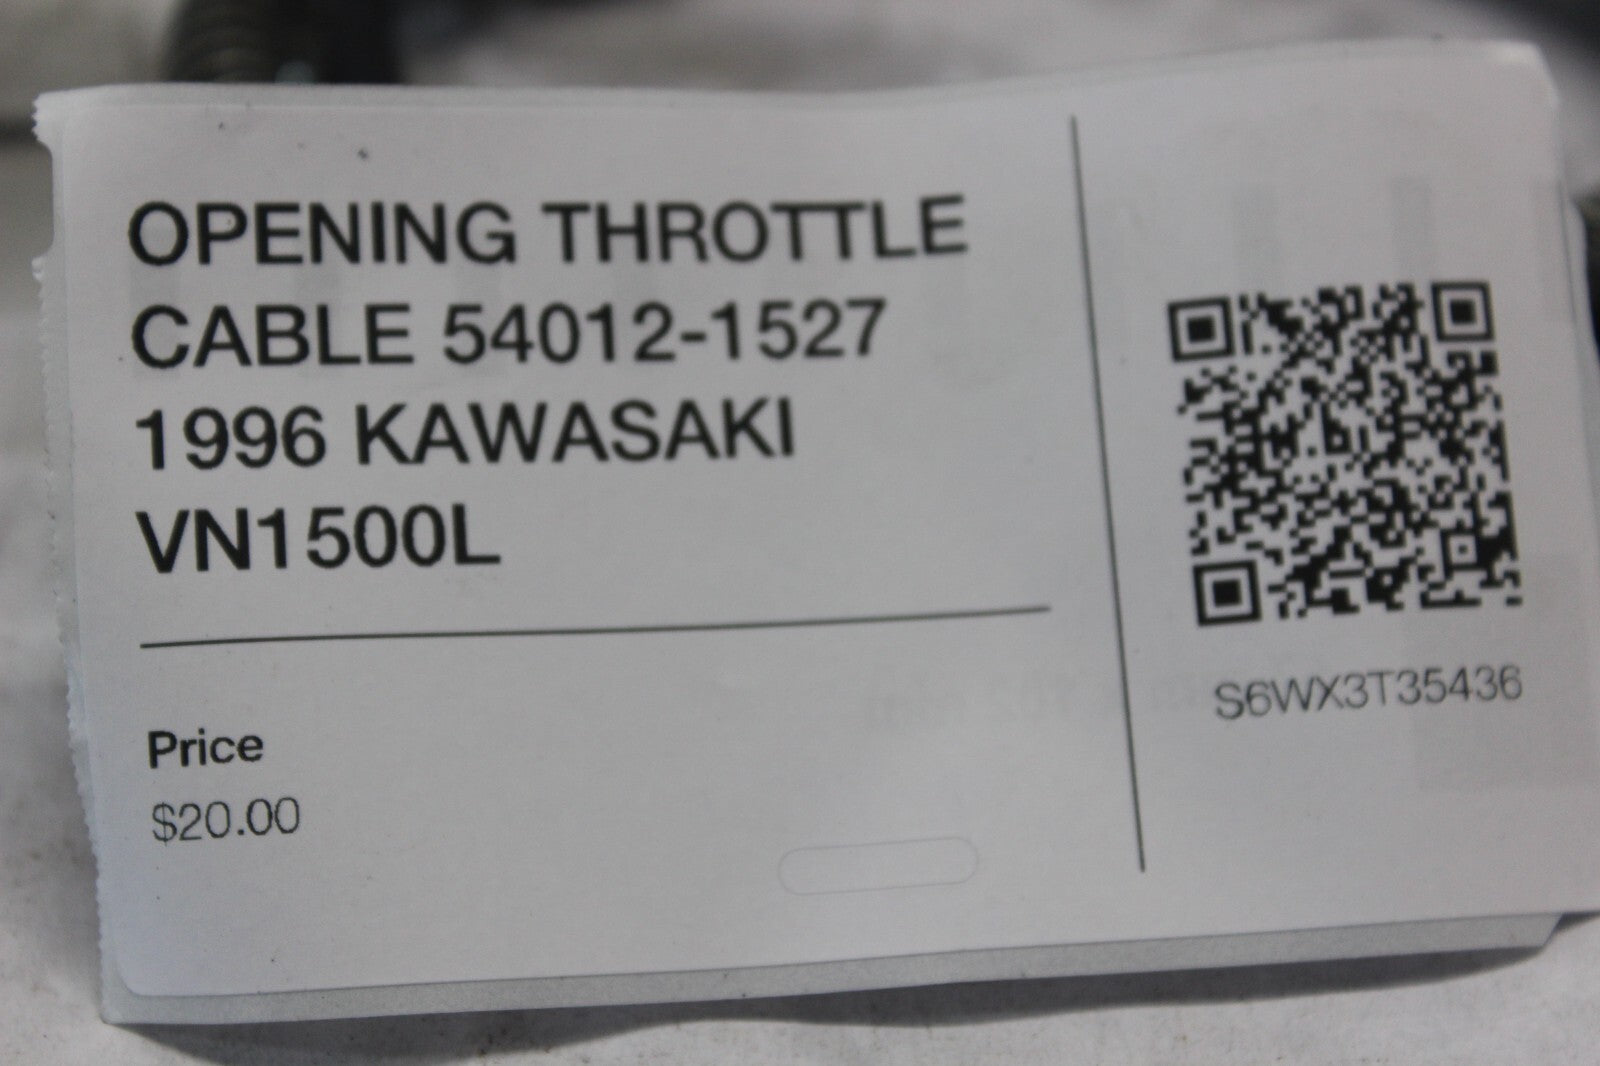 OPENING THROTTLE
CABLE 54012-1527
1996 KAWASAKI
VN1500L
Price
$20.00
S6WX3T35436